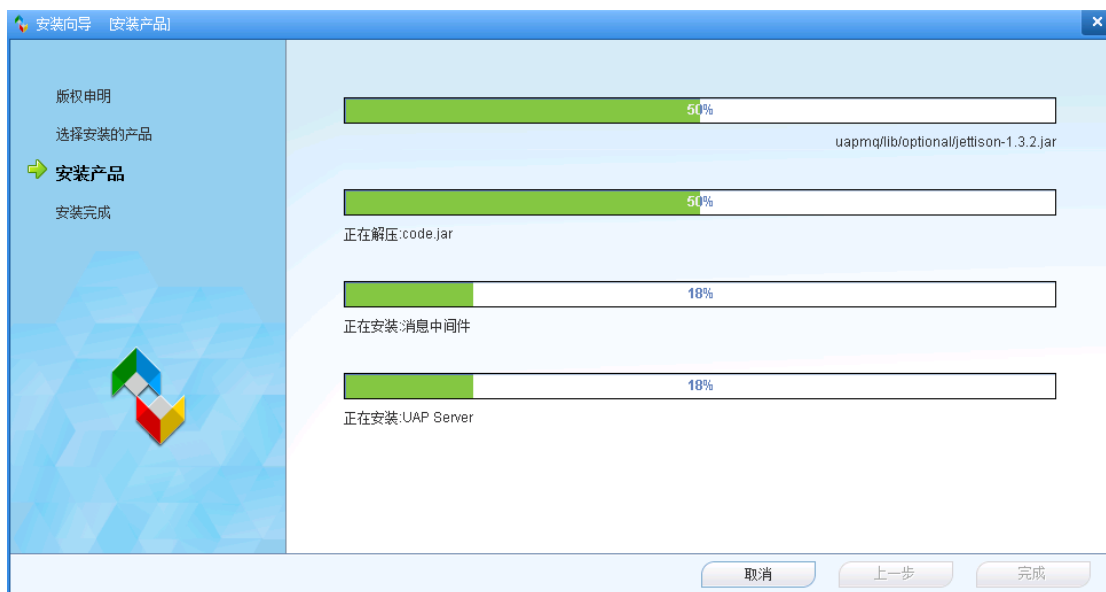 安装向导 [安装产品]
版权申明
选择安装的产品
安装产品
安装完成
50%
uapmq/lib/optional/jettison-1.3.2.jar
50%
正在解压:code.jar
18%
正在安装:消息中间件
18%
正在安装:UAP Server
取消
上一步
完成